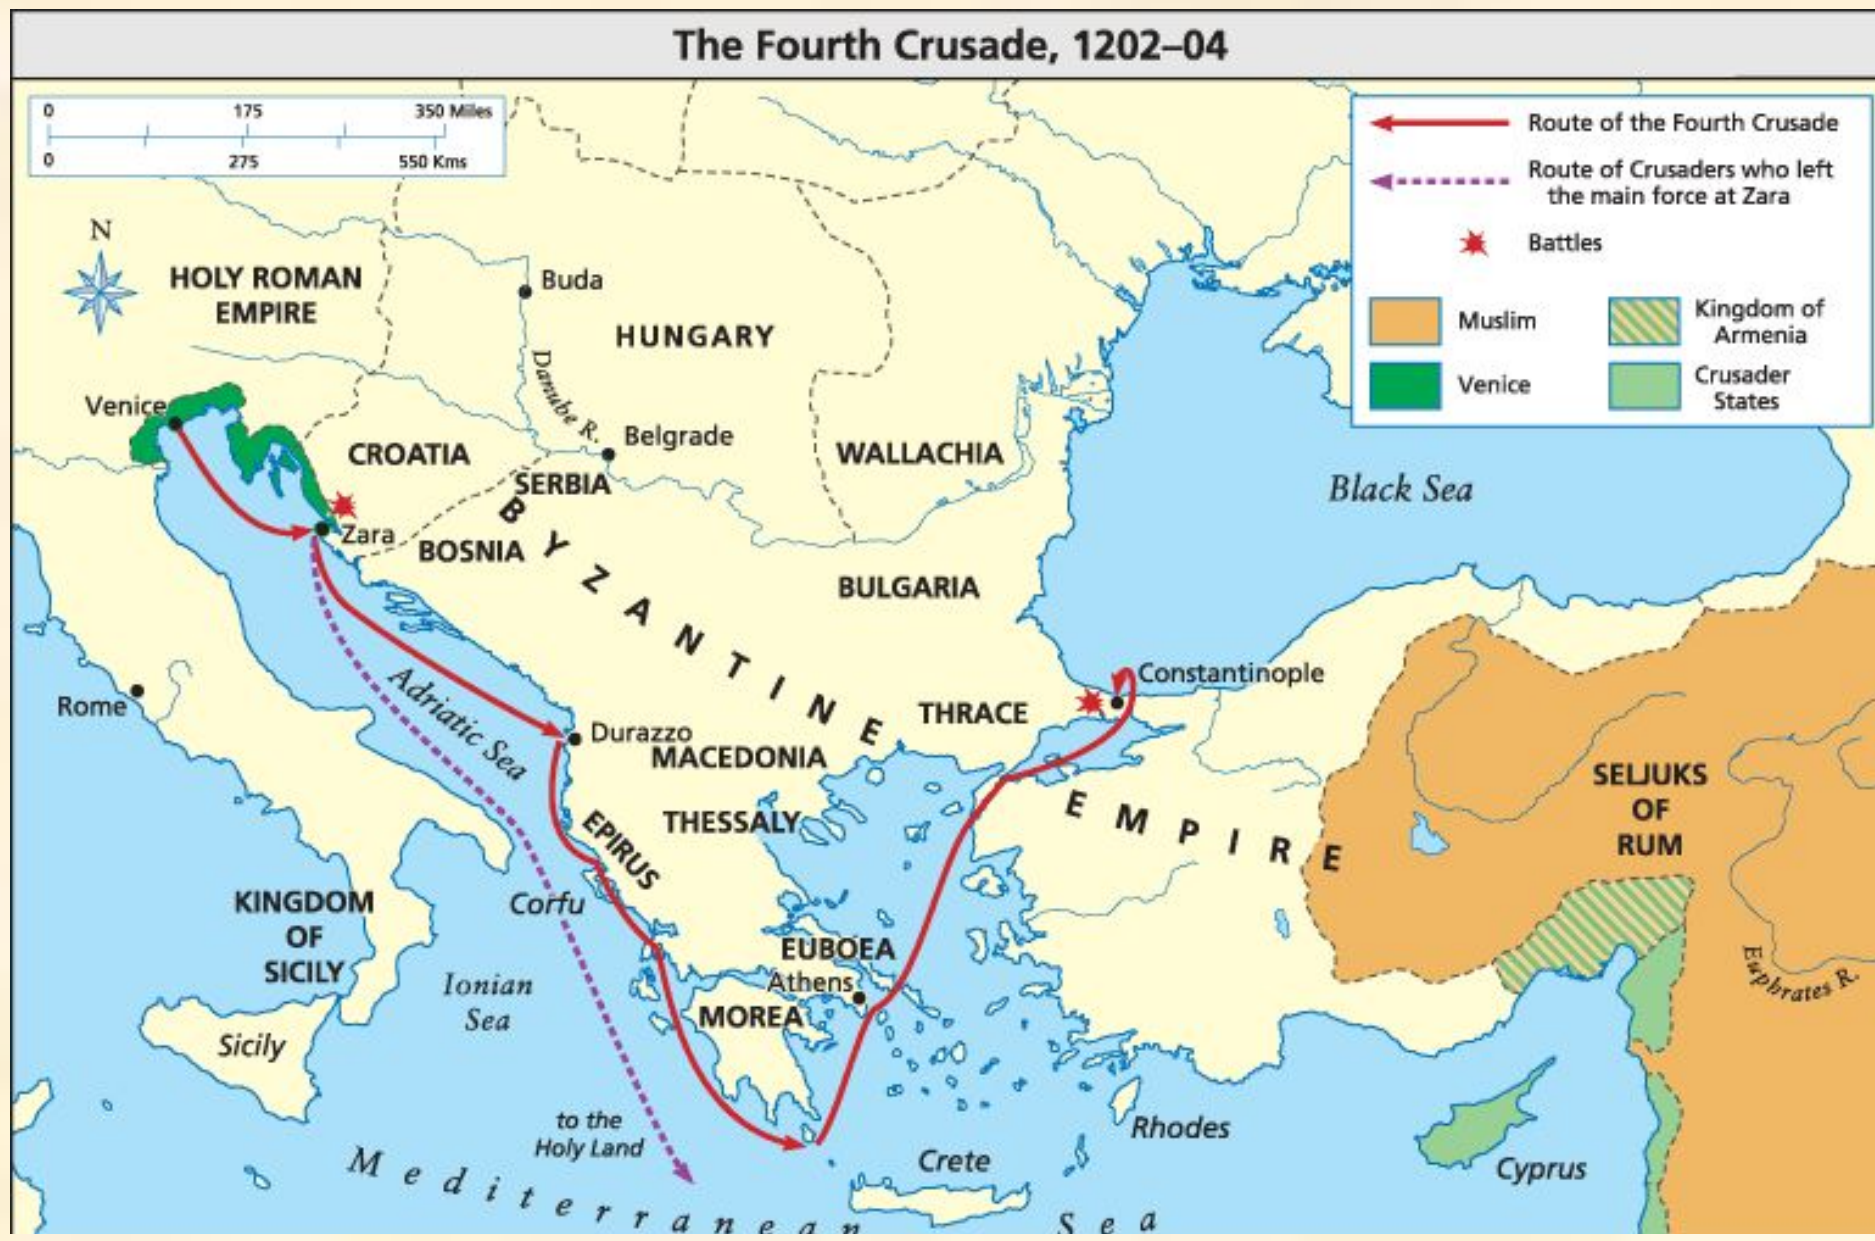 The Fourth Crusade, 1202–04
0 175 350 Miles
0 275 550 Kms
Route of the Fourth Crusade
Route of Crusaders who left
the main force at Zara
Battles
Muslim
Kingdom of
Armenia
Venice
Crusader
States
N
HOLY ROMAN
EMPIRE
Buda
HUNGARY
Danube R.
Venice
Belgrade
CROATIA
WALLACHIA
SERBIA
Black Sea
Zara
BOSNIA
BYZANTINE
BULGARIA
Constantinople
Rome
Adriatic Sea
Durazzo
THRACE
MACEDONIA
THESSALY
EMPIRE
SELJUKS
OF
RUM
EPIRUS
Corfu
KINGDOM
OF
SICILY
EUBOEA
Athens
MOREA
Ionian
Sea
Euphrates R.
Sicily
to the
Holy Land
Rhodes
Crete
Cyprus
Mediterranean Sea